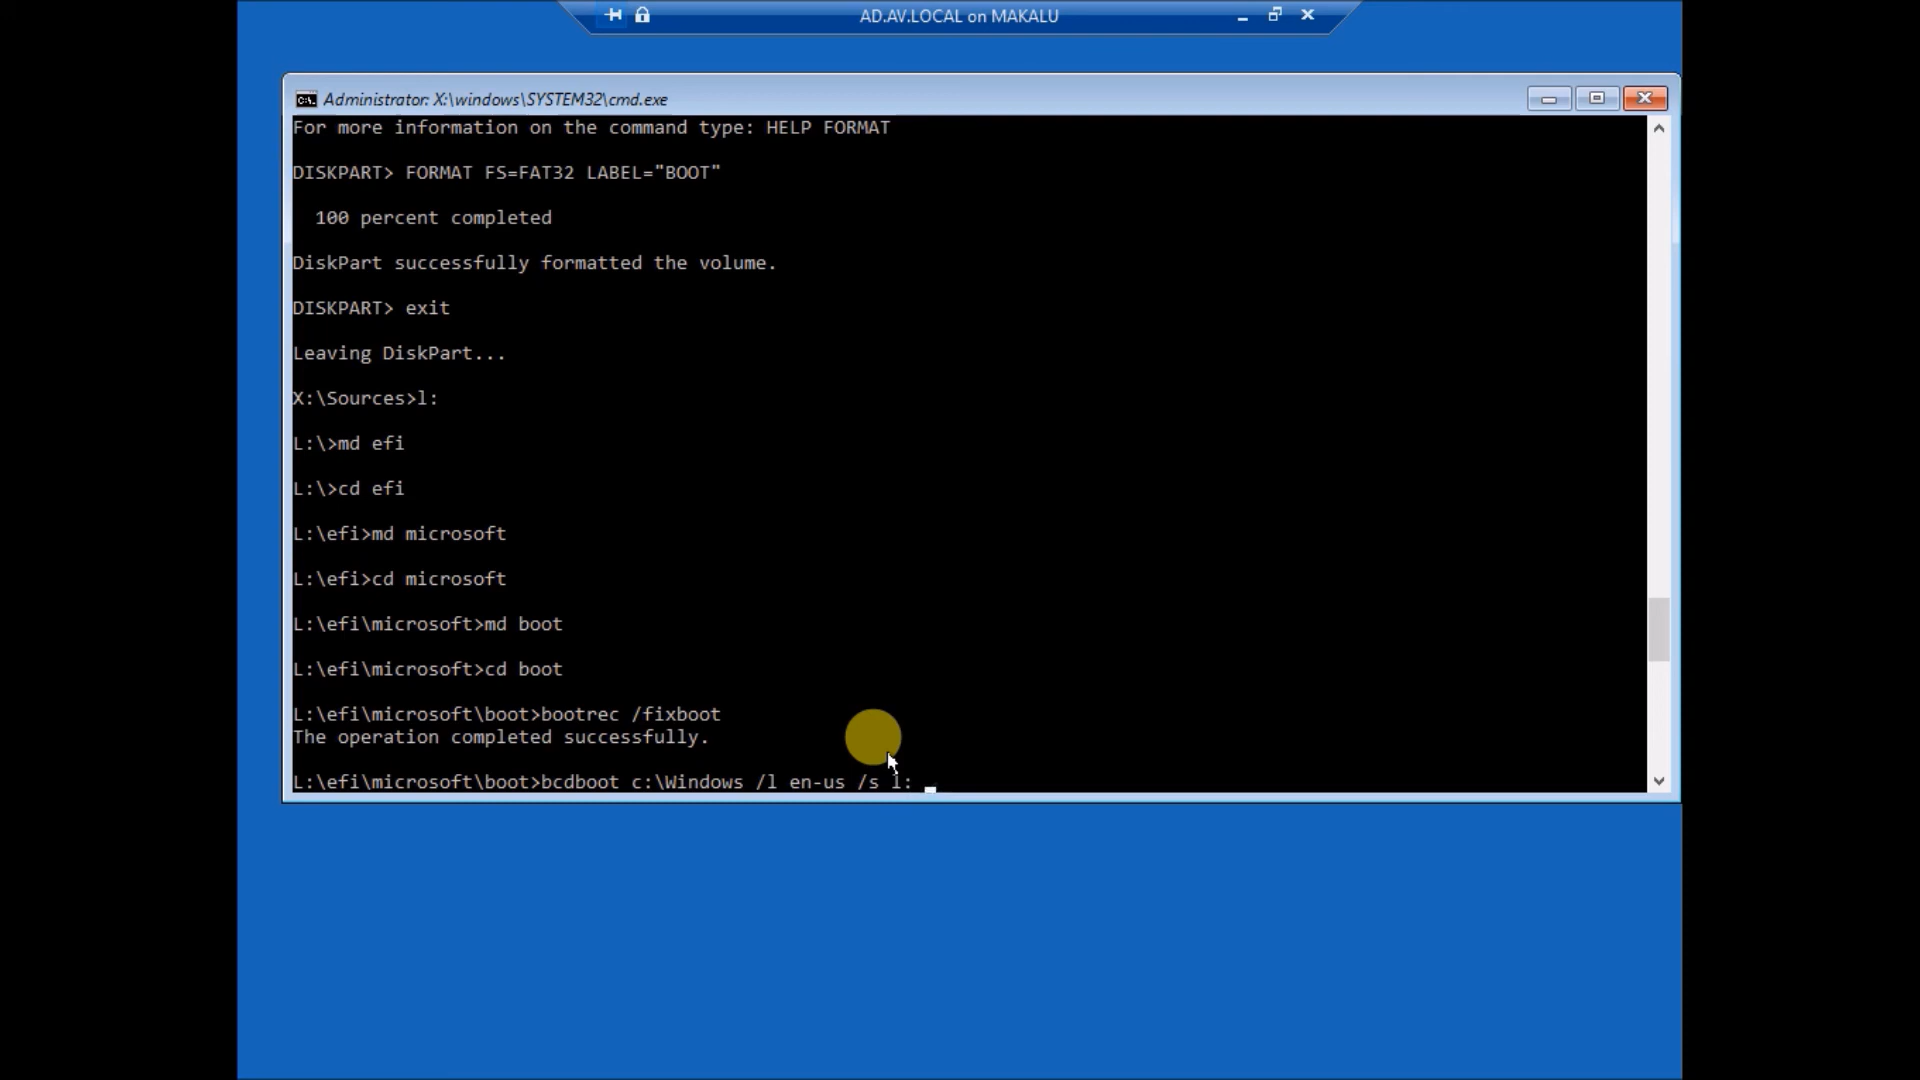 AD.AV.LOCAL on MAKALU
Administrator: X:\windows\SYSTEM32\cmd.exe
For more information on the command type: HELP FORMAT
DISKPART> FORMAT FS=FAT32 LABEL="BOOT"
100 percent completed
DiskPart successfully formatted the volume.
DISKPART> exit
Leaving DiskPart...
X:\Sources>l:
L:\>md efi
L:\>cd efi
L:\efi>md microsoft
L:\efi>cd microsoft
L:\efi\microsoft>md boot
L:\efi\microsoft>cd boot
L:\efi\microsoft\boot>bootrec /fixboot
The operation completed successfully.
L:\efi\microsoft\boot>bcdboot c:\Windows /l en-us /s l: